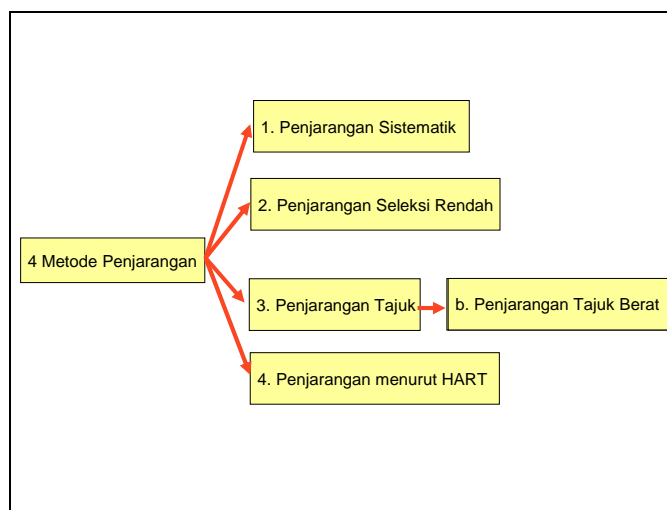 1. Penjarangan Sistematik
2. Penjarangan Seleksi Rendah
4 Metode Penjarangan
3. Penjarangan Tajuk
b. Penjarangan Tajuk Berat
4. Penjarangan menurut HART